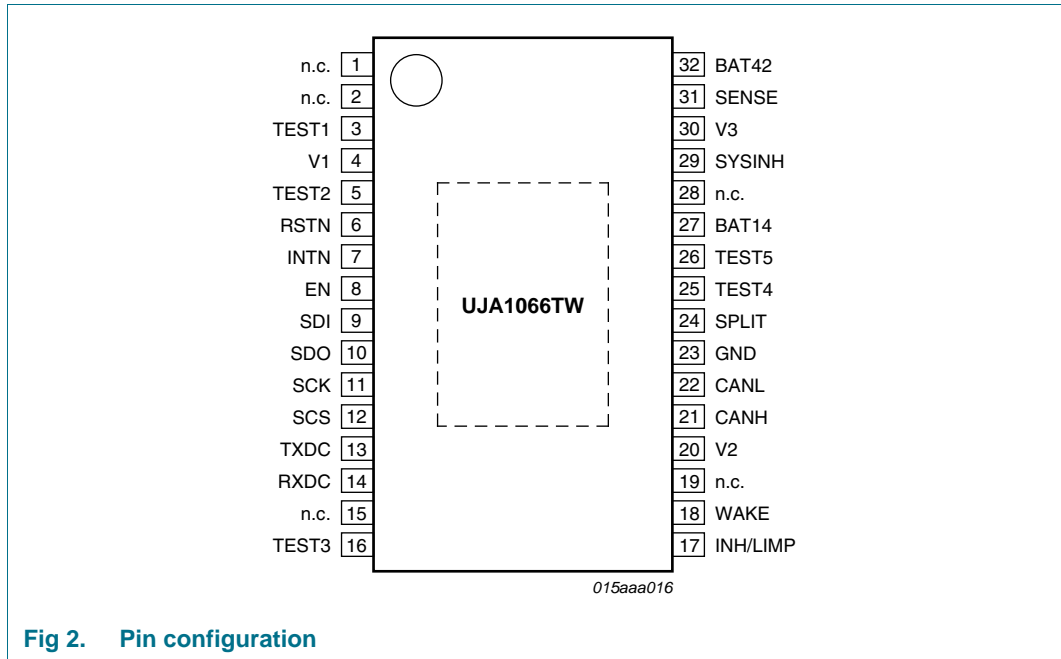 n.c. 1
n.c. 2
TEST1 3
V1 4
TEST2 5
RSTN 6
INTN 7
EN 8
SDI 9
SDO 10
SCK 11
SCS 12
TXDC 13
RXDC 14
n.c. 15
TEST3 16
UJA1066TW
32 BAT42
31 SENSE
30 V3
29 SYSINH
28 n.c.
27 BAT14
26 TEST5
25 TEST4
24 SPLIT
23 GND
22 CANL
21 CANH
20 V2
19 n.c.
18 WAKE
17 INH/LIMP
015aaa016
Fig 2. Pin configuration